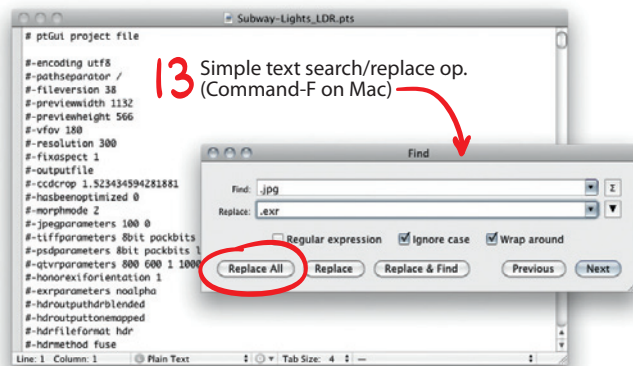 Subway-Lights_LDR.pts
# ptGui project file
#-encoding utf8
#-pathseparator /
#-fileversion 38
#-previewwidth 1132
#-previewheight 566
#-vfov 180
#-resolution 300
#-fixaspect 1
#-outputfile
#-ccdcrop 1.523434594281881
#-hasbeenoptimized 0
#-morphmode 2
#-jpegparameters 100 0
#-tiffparameters 8bit packbits
#-psdparameters 8bit packbits
#-qtvrparameters 800 600 1 1000
#-honorexiforientation 1
#-exrparameters noalpha
#-hdroutputhdrblended
#-hdroutputtonemapped
#-hdrfileformat hdr
#-hdrmethod fuse
Line: 1 Column: 1 Plain Text Tab Size: 4 —
13 Simple text search/replace op.
(Command-F on Mac)
Find
Find: .jpg Σ
Replace: .exr
Regular expression Ignore case Wrap around
Replace All Replace Replace & Find Previous Next